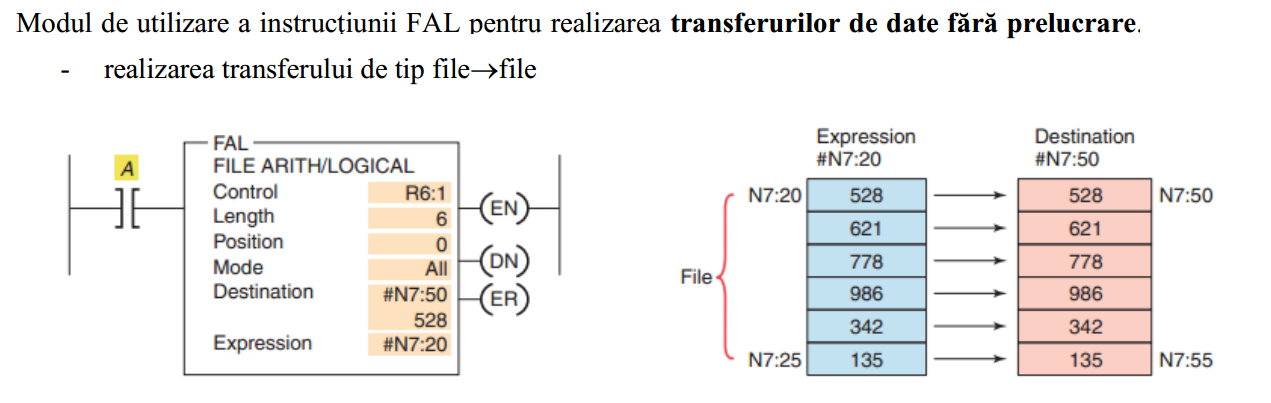 Modul de utilizare a instrucțiunii FAL pentru realizarea transferurilor de date fără prelucrare.
- realizarea transferului de tip file→file
A
FAL
FILE ARITH/LOGICAL
Control R6:1
Length 6
Position 0
Mode All
Destination #N7:50
528
Expression #N7:20
EN
DN
ER
Expression
#N7:20
Destination
#N7:50
N7:20 528 528 N7:50
621 621
778 778
File
986 986
342 342
N7:25 135 135 N7:55